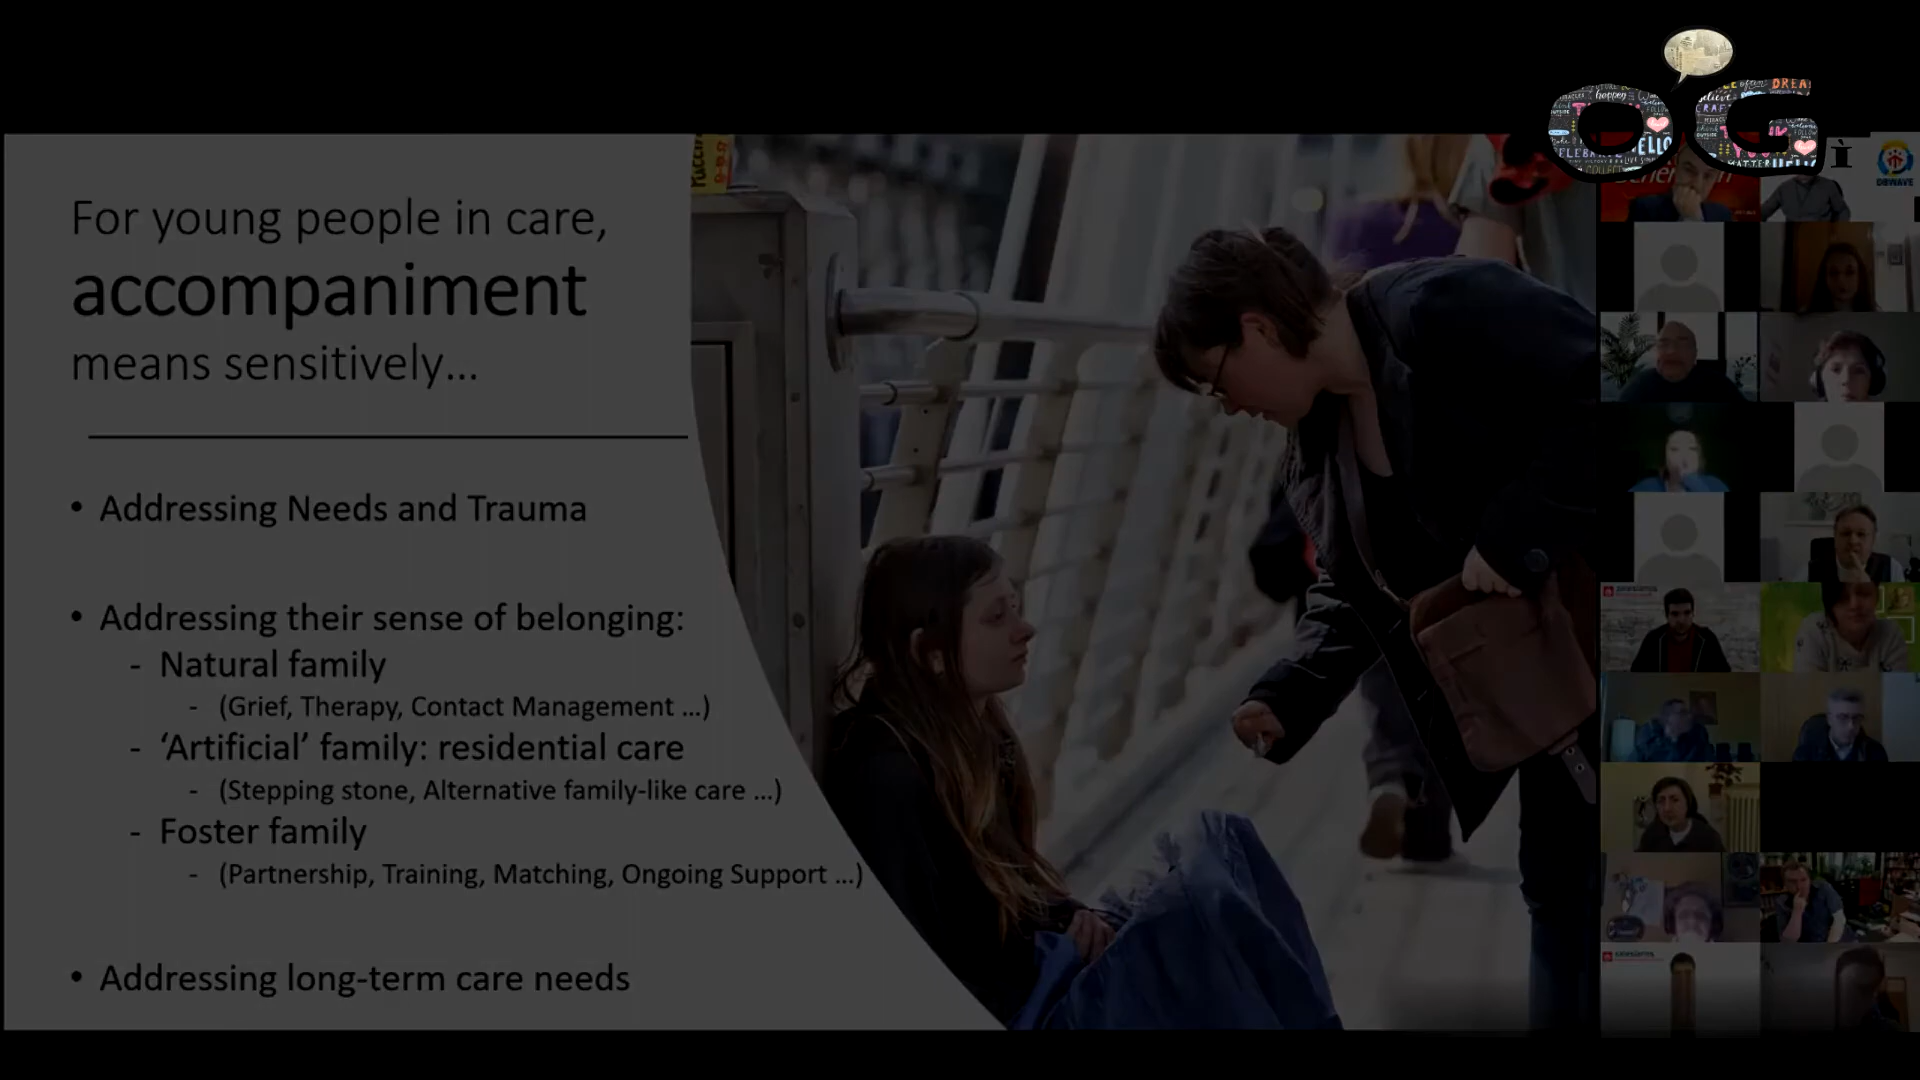 For young people in care,
accompaniment
means sensitively...
• Addressing Needs and Trauma
• Addressing their sense of belonging:
- Natural family
- (Grief, Therapy, Contact Management ...)
- ‘Artificial’ family: residential care
- (Stepping stone, Alternative family-like care ...)
- Foster family
- (Partnership, Training, Matching, Ongoing Support ...)
• Addressing long-term care needs
OGì
DBWAVE